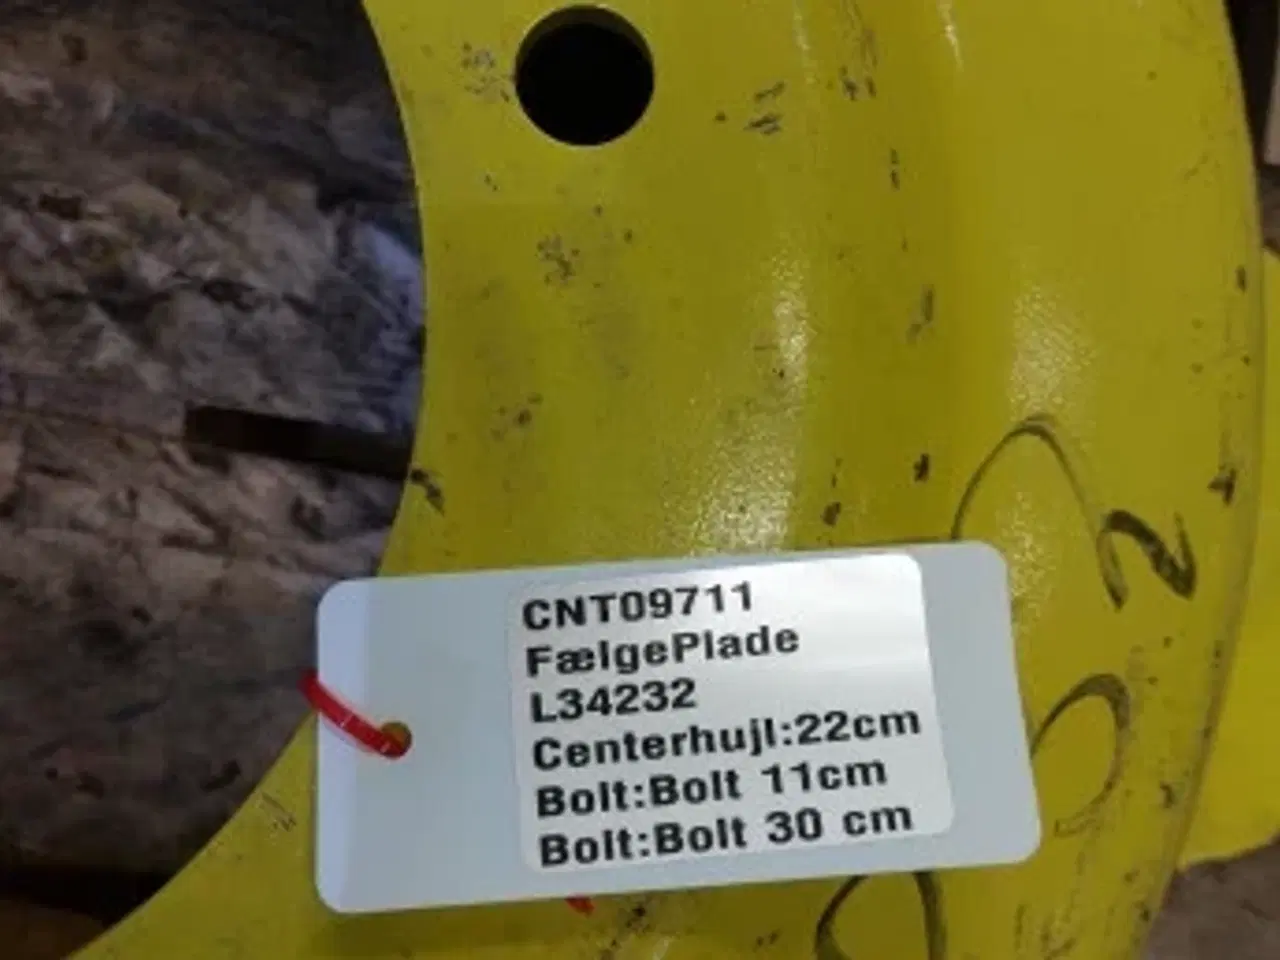 CNT09711
FælgePlade
L34232
Centerhujl:22cm
Bolt:Bolt 11cm
Bolt:Bolt 30 cm